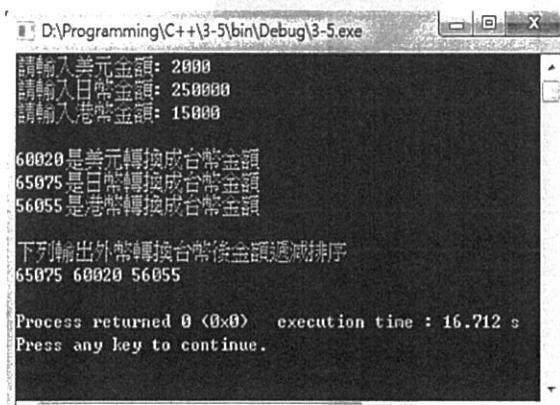 D:\Programming\C++\3-5\bin\Debug\3-5.exe
請輸入美元金額: 2000
請輸入日幣金額: 250000
請輸入港幣金額: 15000
60020是美元轉換成台幣金額
65075是日幣轉換成台幣金額
56055是港幣轉換成台幣金額
下列輸出外幣轉換台幣後金額遞減排序
65075 60020 56055
Process returned 0 (0x0)   execution time : 16.712 s
Press any key to continue.